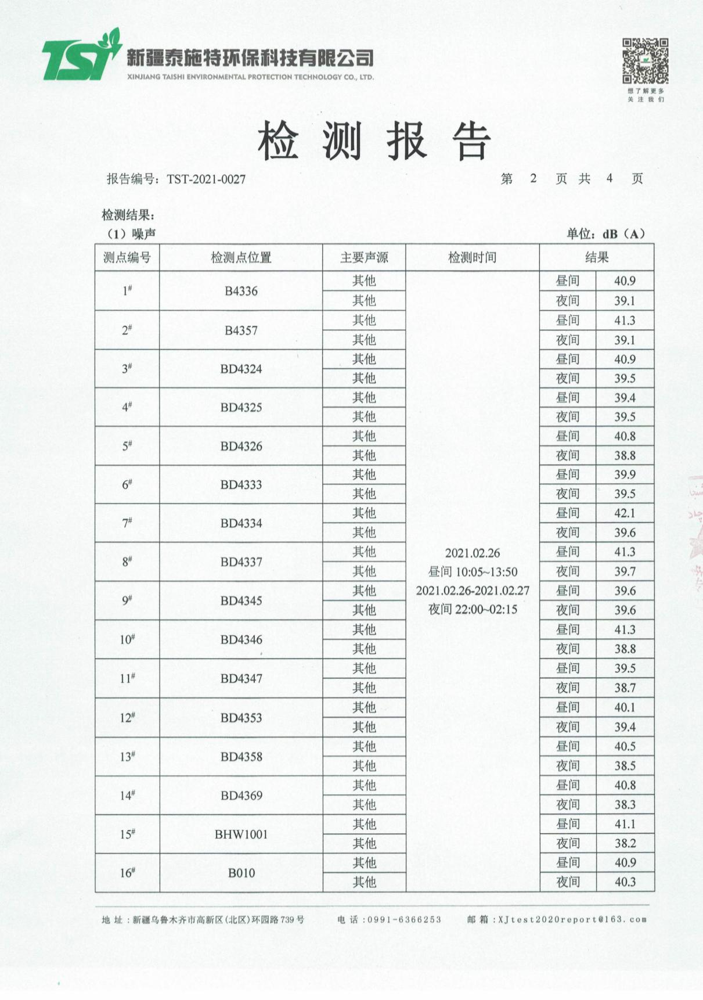 TST 新疆泰施特环保科技有限公司
XINJIANG TAISHI ENVIRONMENTAL PROTECTION TECHNOLOGY CO., LTD.
想了解更多
关注我们
检测报告
报告编号：TST-2021-0027 第 2 页 共 4 页
检测结果：
（1）噪声 单位：dB（A）
测点编号 检测点位置 主要声源 检测时间 结果
1# B4336 其他 昼间 40.9
其他 夜间 39.1
2# B4357 其他 昼间 41.3
其他 夜间 39.1
3# BD4324 其他 昼间 40.9
其他 夜间 39.5
4# BD4325 其他 昼间 39.4
其他 夜间 39.5
5# BD4326 其他 昼间 40.8
其他 夜间 38.8
6# BD4333 其他 昼间 39.9
其他 夜间 39.5
7# BD4334 其他 昼间 42.1
其他 夜间 39.6
8# BD4337 其他 2021.02.26 昼间 41.3
其他 昼间 10:05~13:50 夜间 39.7
9# BD4345 其他 2021.02.26-2021.02.27 昼间 39.6
其他 夜间 22:00~02:15 夜间 39.6
10# BD4346 其他 昼间 41.3
其他 夜间 38.8
11# BD4347 其他 昼间 39.5
其他 夜间 38.7
12# BD4353 其他 昼间 40.1
其他 夜间 39.4
13# BD4358 其他 昼间 40.5
其他 夜间 38.5
14# BD4369 其他 昼间 40.8
其他 夜间 38.3
15# BHW1001 其他 昼间 41.1
其他 夜间 38.2
16# B010 其他 昼间 40.9
其他 夜间 40.3
地址:新疆乌鲁木齐市高新区(北区)环园路739号 电话:0991-6366253 邮箱:XJtest2020report@163.com